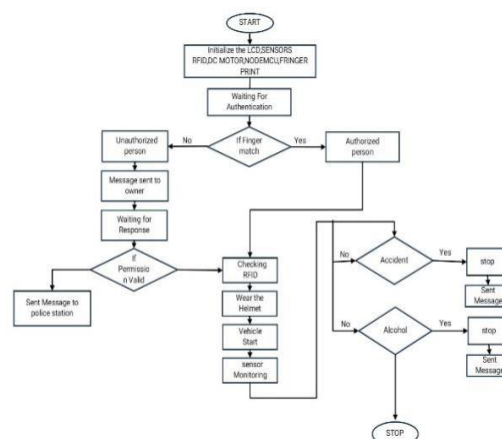 START
Initialize the LCD,SENSORS
RFID,DC MOTOR,NODEMCU,FRINGER
PRINT
Waiting For
Authentication
If Finger
match
No
Yes
Unauthorized
person
Authorized
person
Message sent to
owner
Waiting for
Response
if
Permissio
n Valid
Sent Message to
police station
Checking
RFID
Wear the
Helmet
Vehicle
Start
sensor
Monitoring
No
Accident
Yes
stop
Sent
Message
No
Alcohol
Yes
stop
Sent
Message
STOP